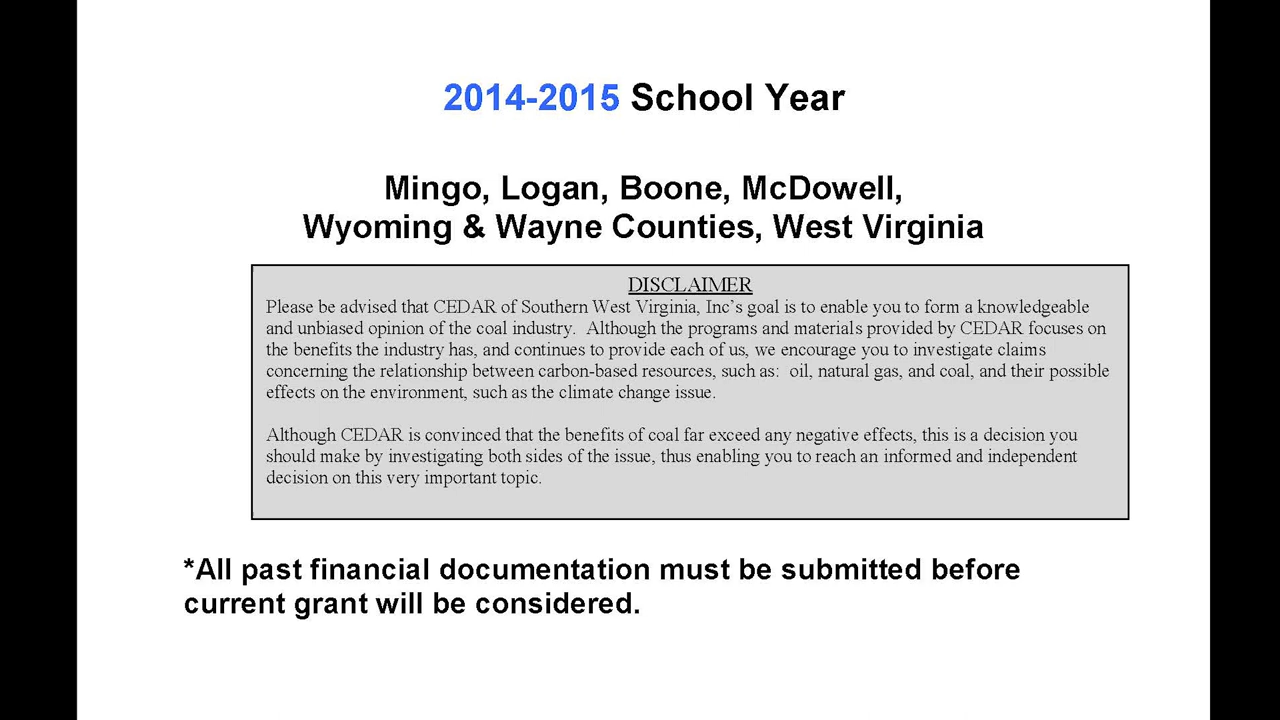 2014-2015 School Year
Mingo, Logan, Boone, McDowell,
Wyoming & Wayne Counties, West Virginia
DISCLAIMER
Please be advised that CEDAR of Southern West Virginia, Inc's goal is to enable you to form a knowledgeable
and unbiased opinion of the coal industry.  Although the programs and materials provided by CEDAR focuses on
the benefits the industry has, and continues to provide each of us, we encourage you to investigate claims
concerning the relationship between carbon-based resources, such as:  oil, natural gas, and coal, and their possible
effects on the environment, such as the climate change issue.
Although CEDAR is convinced that the benefits of coal far exceed any negative effects, this is a decision you
should make by investigating both sides of the issue, thus enabling you to reach an informed and independent
decision on this very important topic.
*All past financial documentation must be submitted before
current grant will be considered.